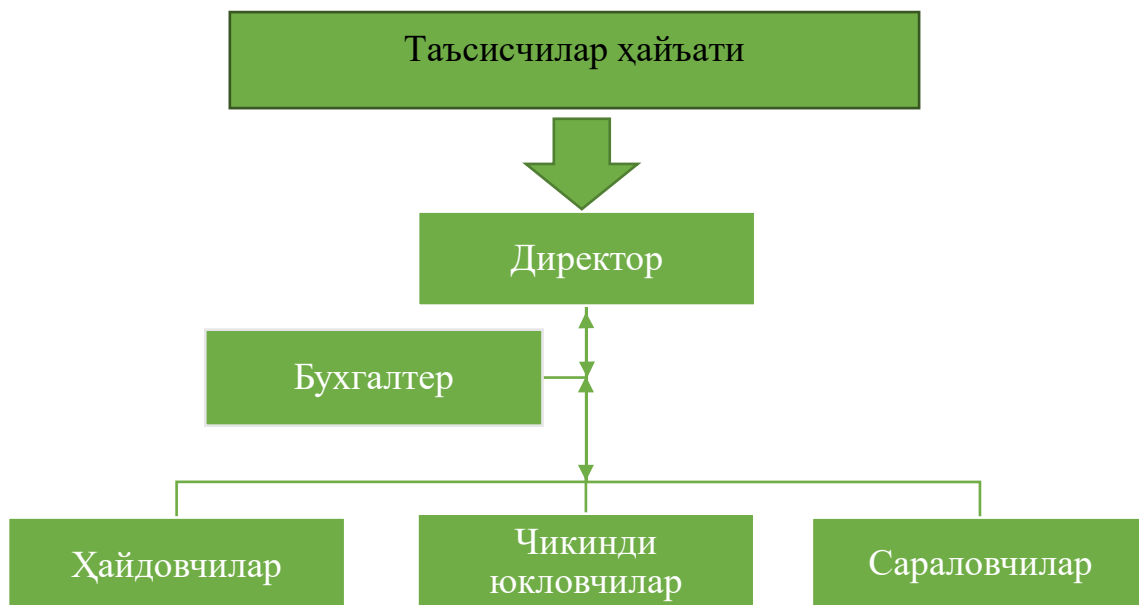 Таъсисчилар ҳайъати
Директор
Бухгалтер
Ҳайдовчилар
Чикинди
юкловчилар
Сараловчилар